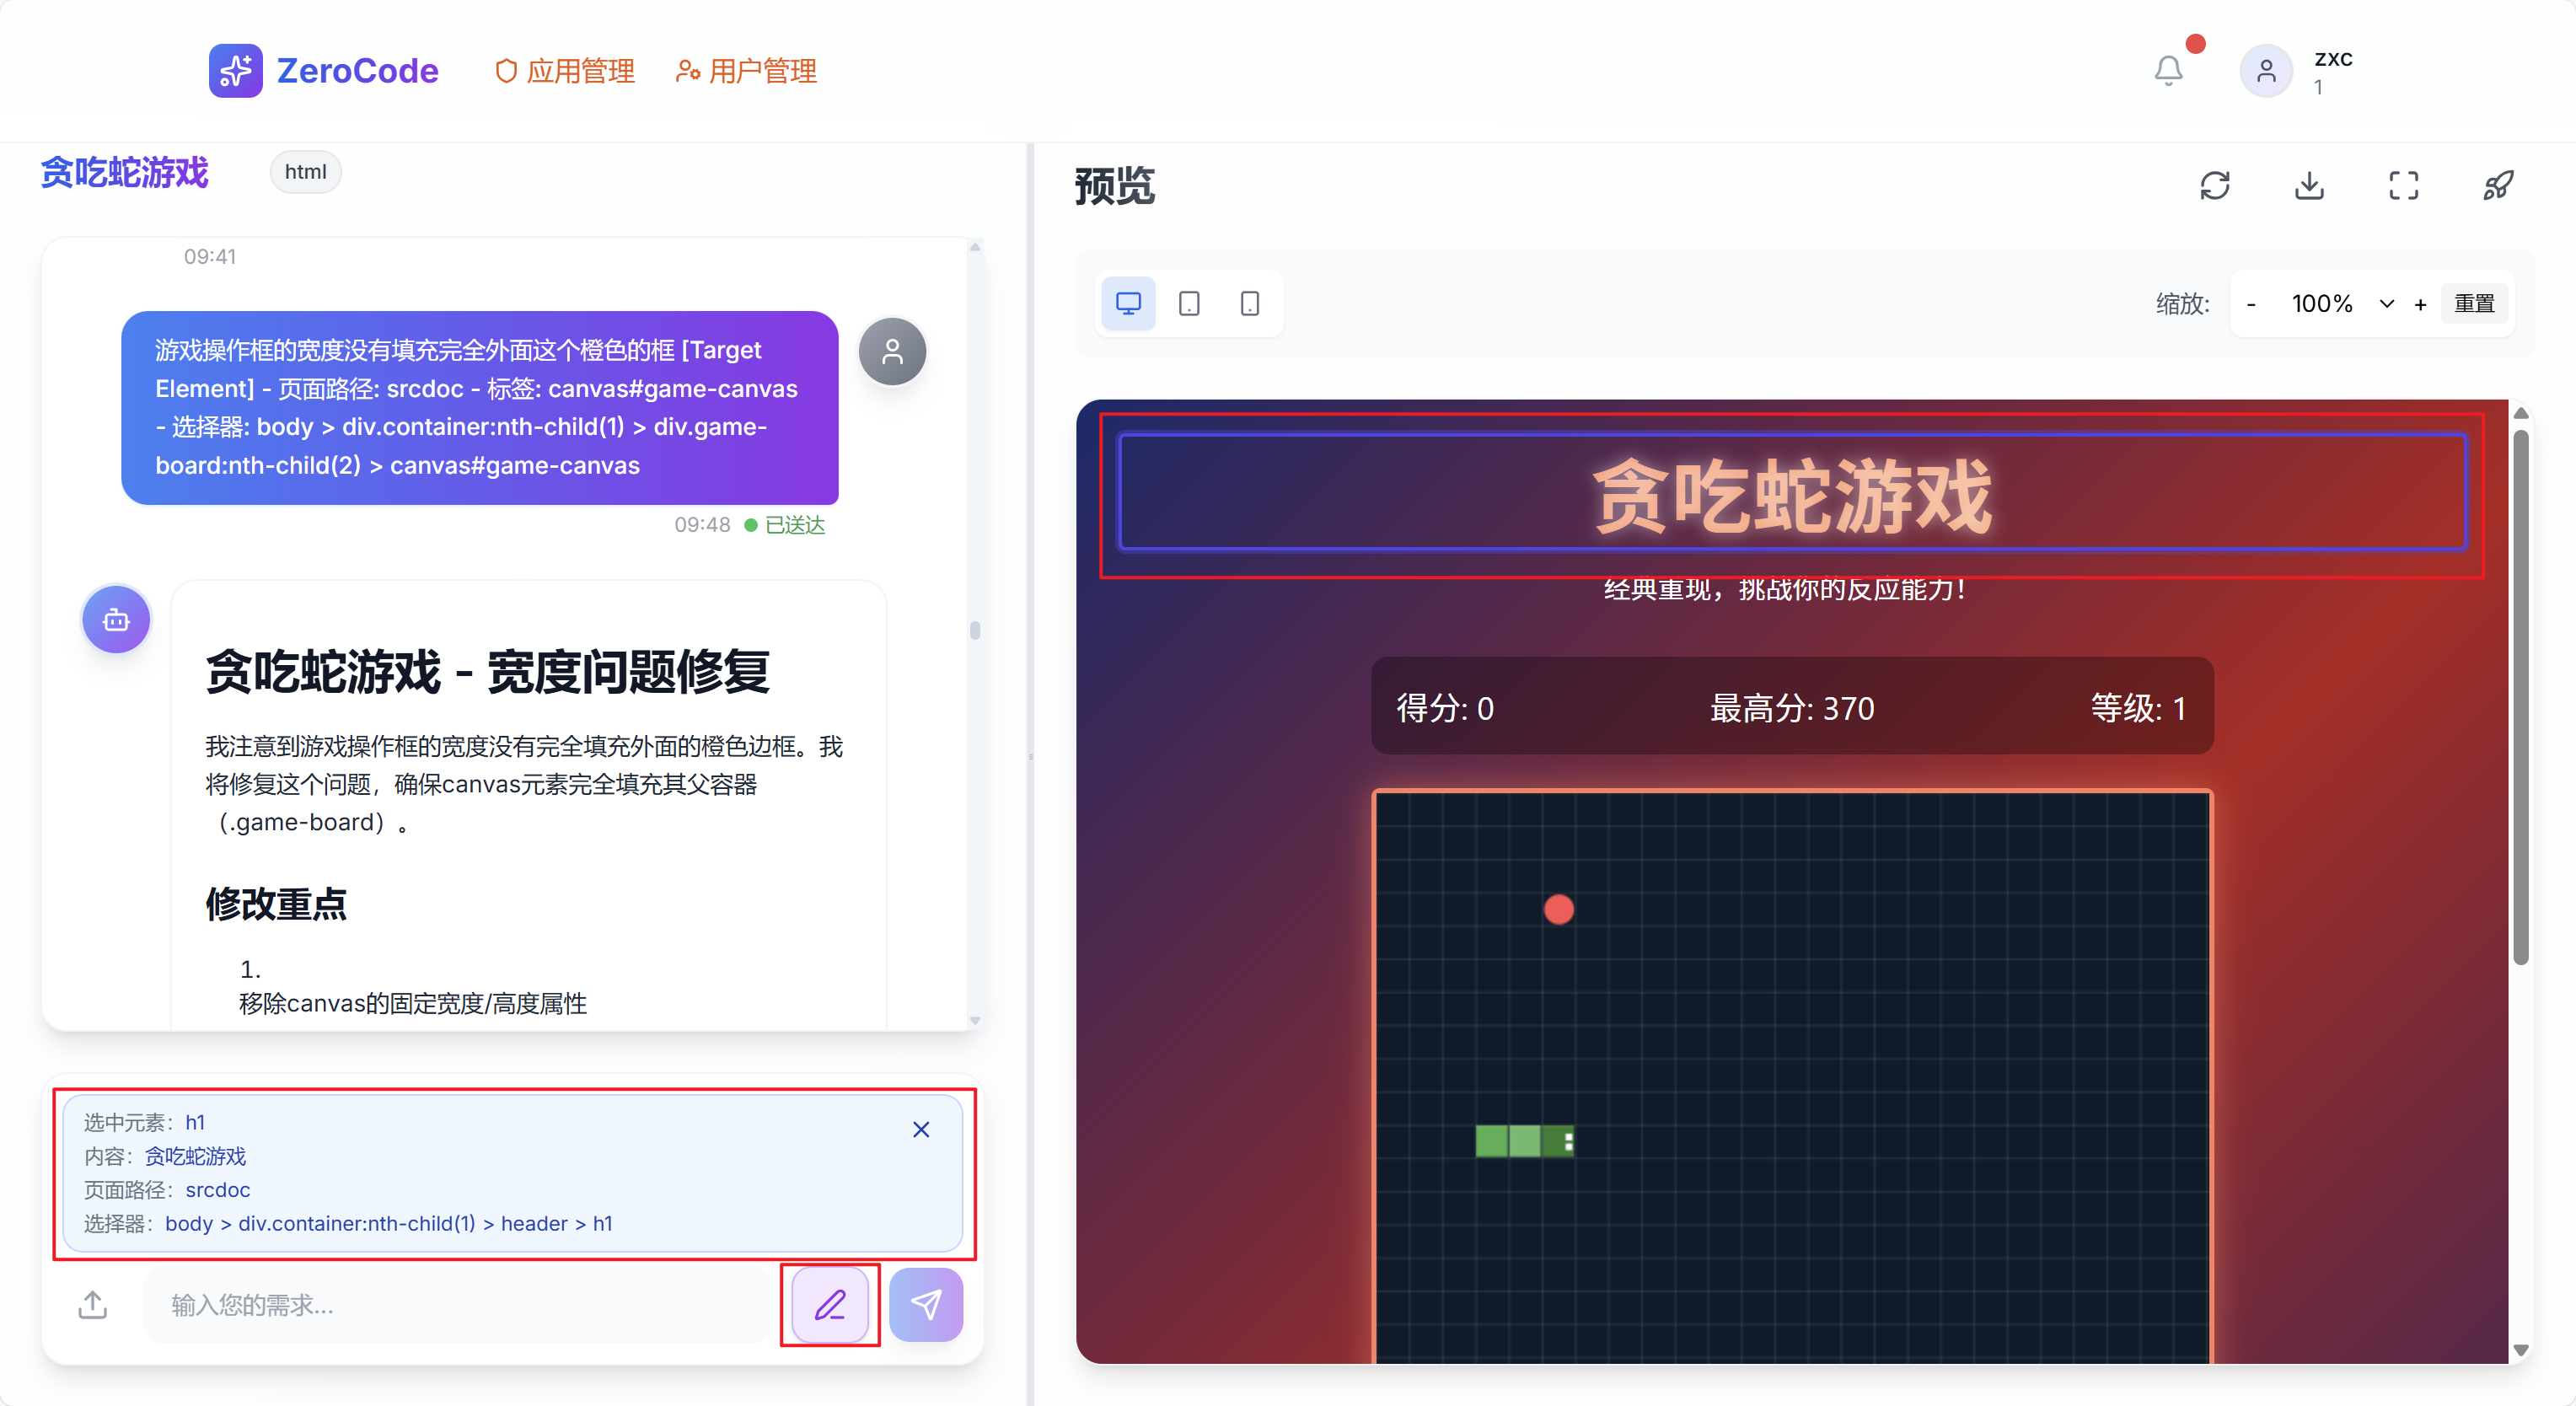 ZeroCode
应用管理
用户管理
zxc
1
贪吃蛇游戏
html
09:41
游戏操作框的宽度没有填充完全外面这个橙色的框 [Target
Element] - 页面路径: srcdoc - 标签: canvas#game-canvas
- 选择器: body > div.container:nth-child(1) > div.game-
board:nth-child(2) > canvas#game-canvas
09:48
已送达
贪吃蛇游戏 - 宽度问题修复
我注意到游戏操作框的宽度没有完全填充外面的橙色边框。我
将修复这个问题，确保canvas元素完全填充其父容器
（.game-board）。
修改重点
1.
移除canvas的固定宽度/高度属性
选中元素：h1
内容：贪吃蛇游戏
页面路径：srcdoc
选择器：body > div.container:nth-child(1) > header > h1
输入您的需求...
预览
缩放:
-
100%
+
重置
贪吃蛇游戏
经典重现，挑战你的反应能力！
得分: 0
最高分: 370
等级: 1